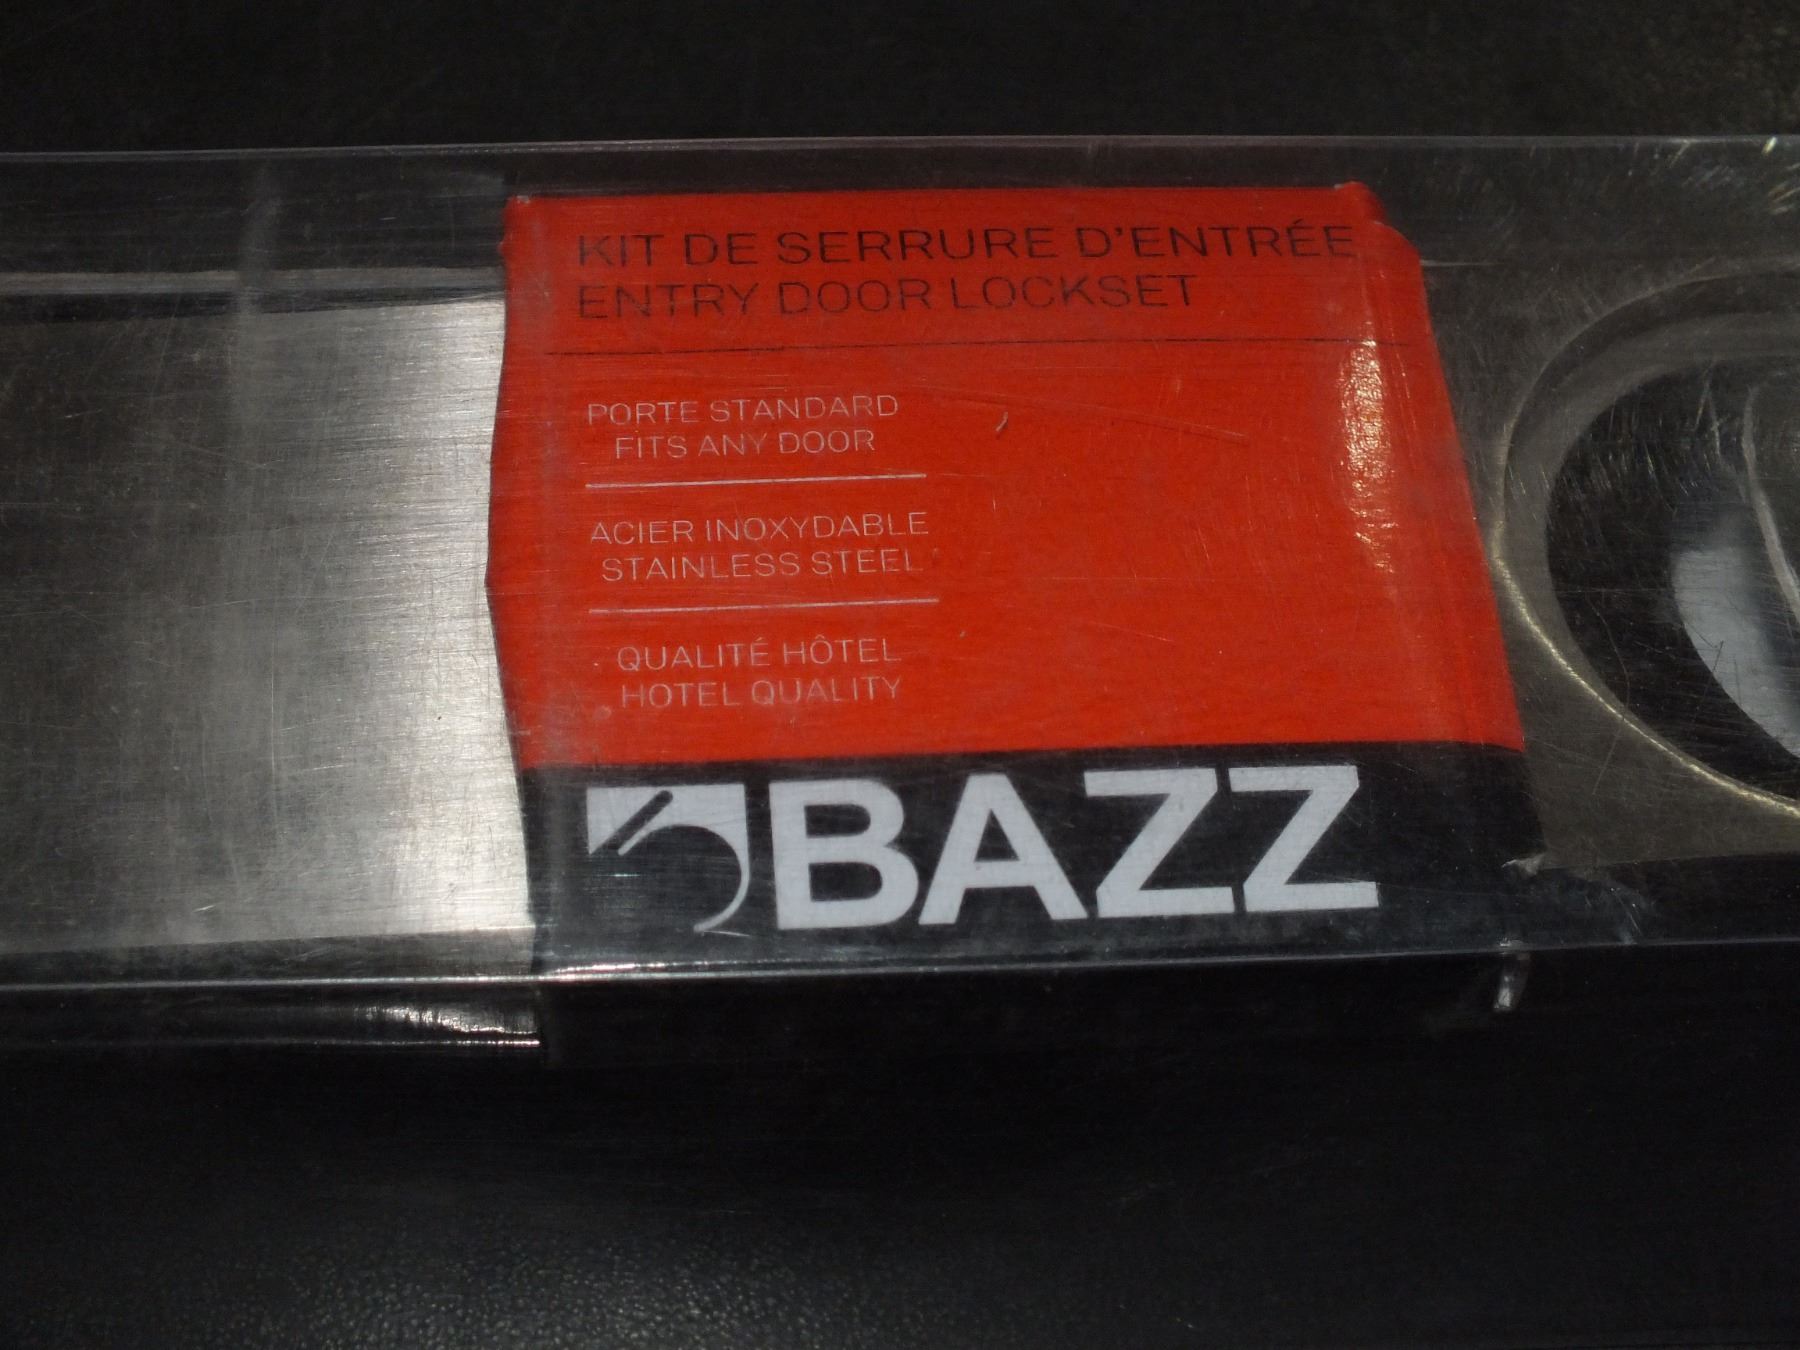 KIT DE SERRURE D'ENTRÉE
ENTRY DOOR LOCKSET
PORTE STANDARD
FITS ANY DOOR
ACIER INOXYDABLE
STAINLESS STEEL
QUALITÉ HÔTEL
HOTEL QUALITY
BAZZ